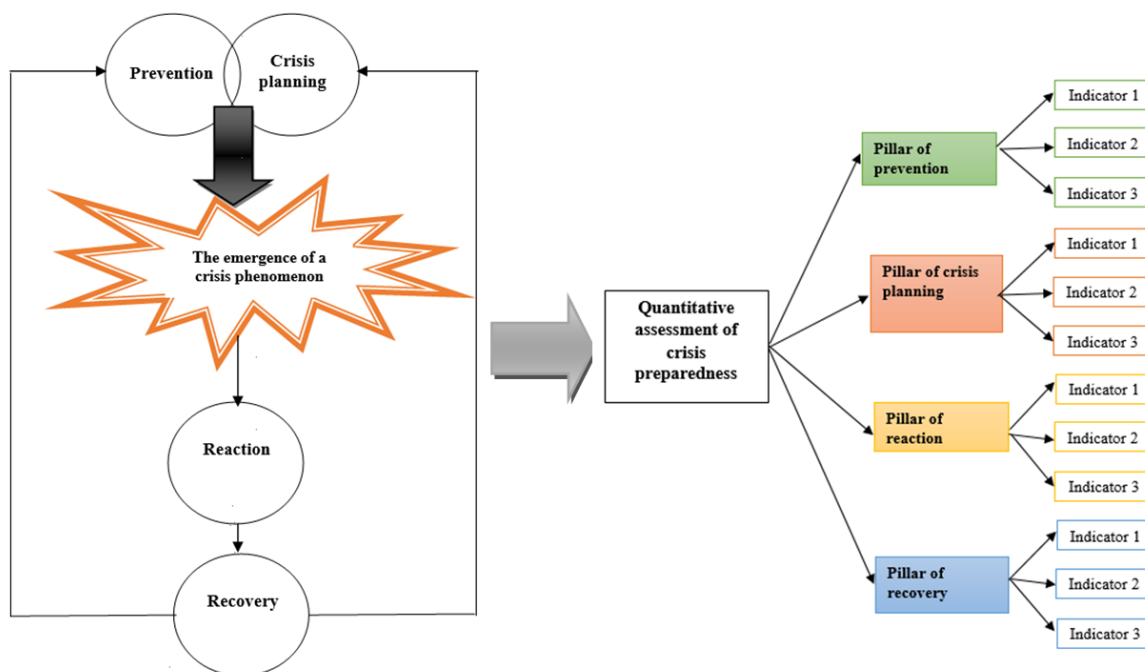 Prevention
Crisis
planning
The emergence of a
crisis phenomenon
Reaction
Recovery
Quantitative
assessment of
crisis
preparedness
Pillar of
prevention
Indicator 1
Indicator 2
Indicator 3
Pillar of crisis
planning
Indicator 1
Indicator 2
Indicator 3
Pillar of
reaction
Indicator 1
Indicator 2
Indicator 3
Pillar of
recovery
Indicator 1
Indicator 2
Indicator 3